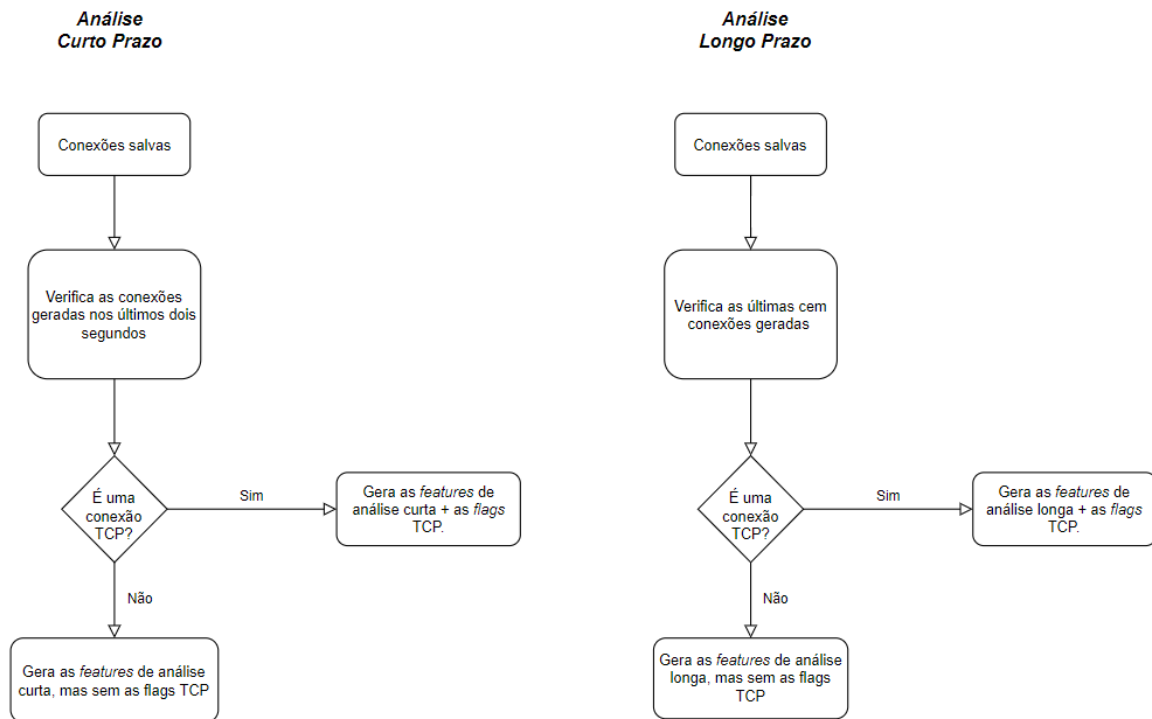 Análise
Curto Prazo
Conexões salvas
Verifica as conexões
geradas nos últimos dois
segundos
É uma
conexão
TCP?
Sim
Gera as features de
análise curta + as flags
TCP.
Não
Gera as features de análise
curta, mas sem as flags TCP
Análise
Longo Prazo
Conexões salvas
Verifica as últimas cem
conexões geradas
É uma
conexão
TCP?
Sim
Gera as features de
análise longa + as flags
TCP.
Não
Gera as features de análise
longa, mas sem as flags
TCP